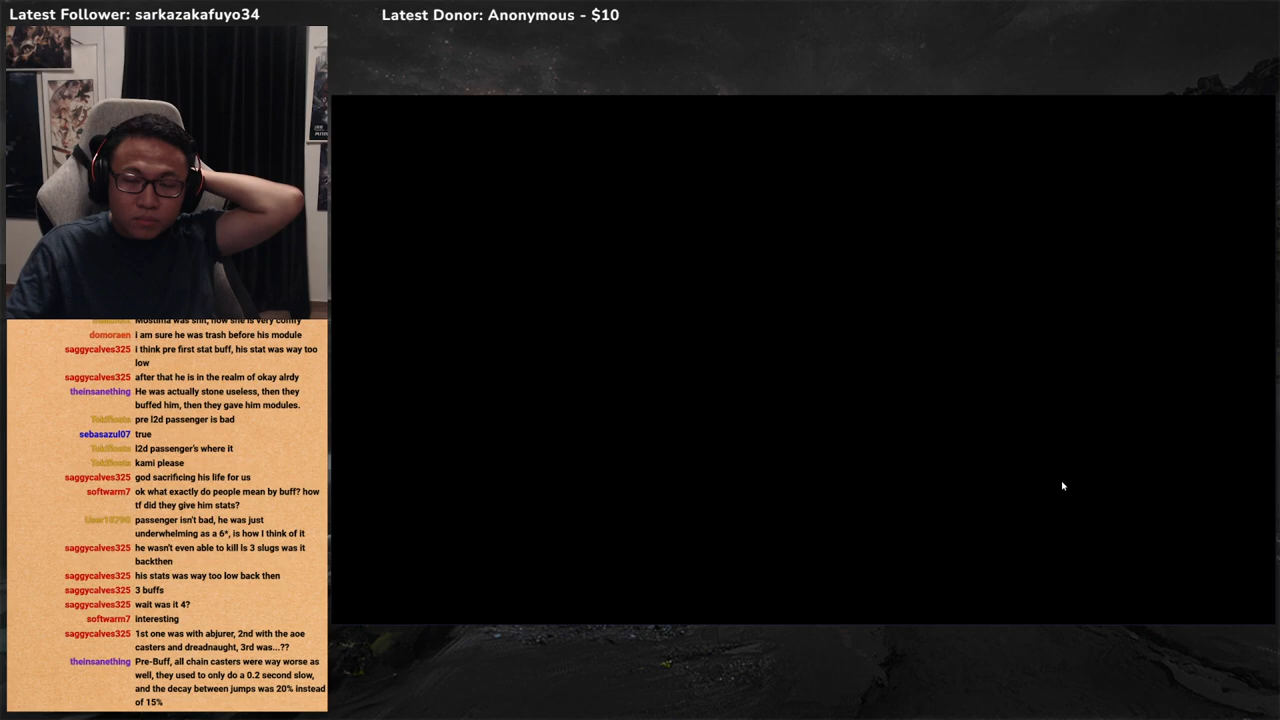 Latest Follower: sarkazakafuyo34
Latest Donor: Anonymous - $10
Mostima was shit, now she is very comfy
domoraen i am sure he was trash before his module
saggycalves325 i think pre first stat buff, his stat was way too
low
saggycalves325 after that he is in the realm of okay alrdy
theinsanething He was actually stone useless, then they
buffed him, then they gave him modules.
pre l2d passenger is bad
sebasazul07 true
l2d passenger's where it
kami please
saggycalves325 god sacrificing his life for us
softwarm7 ok what exactly do people mean by buff? how
tf did they give him stats?
passenger isn't bad, he was just
underwhelming as a 6*, is how I think of it
saggycalves325 he wasn't even able to kill ls 3 slugs was it
backthen
saggycalves325 his stats was way too low back then
saggycalves325 3 buffs
saggycalves325 wait was it 4?
softwarm7 interesting
saggycalves325 1st one was with abjurer, 2nd with the aoe
casters and dreadnaught, 3rd was...??
theinsanething Pre-Buff, all chain casters were way worse as
well, they used to only do a 0.2 second slow,
and the decay between jumps was 20% instead
of 15%